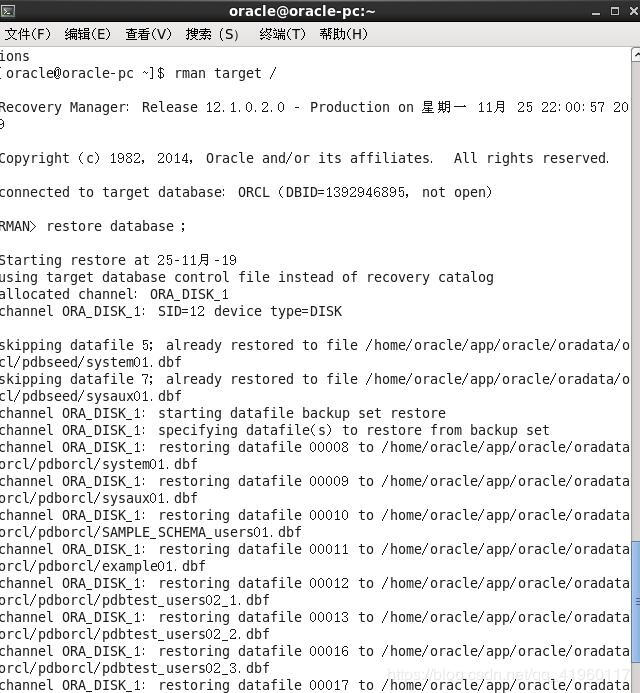 oracle@oracle-pc:~
文件(F) 编辑(E) 查看(V) 搜索 (S) 终端(T) 帮助(H)
ions
[oracle@oracle-pc ~]$ rman target /
Recovery Manager: Release 12.1.0.2.0 - Production on 星期一 11月 25 22:00:57 20
9
Copyright (c) 1982, 2014, Oracle and/or its affiliates.  All rights reserved.
connected to target database: ORCL (DBID=1392946895, not open)
RMAN> restore database ;
Starting restore at 25-11月-19
using target database control file instead of recovery catalog
allocated channel: ORA_DISK_1
channel ORA_DISK_1: SID=12 device type=DISK
skipping datafile 5; already restored to file /home/oracle/app/oracle/oradata/o
cl/pdbseed/system01.dbf
skipping datafile 7; already restored to file /home/oracle/app/oracle/oradata/o
cl/pdbseed/sysaux01.dbf
channel ORA_DISK_1: starting datafile backup set restore
channel ORA_DISK_1: specifying datafile(s) to restore from backup set
channel ORA_DISK_1: restoring datafile 00008 to /home/oracle/app/oracle/oradata
orcl/pdborcl/system01.dbf
channel ORA_DISK_1: restoring datafile 00009 to /home/oracle/app/oracle/oradata
orcl/pdborcl/sysaux01.dbf
channel ORA_DISK_1: restoring datafile 00010 to /home/oracle/app/oracle/oradata
orcl/pdborcl/SAMPLE_SCHEMA_users01.dbf
channel ORA_DISK_1: restoring datafile 00011 to /home/oracle/app/oracle/oradata
orcl/pdborcl/example01.dbf
channel ORA_DISK_1: restoring datafile 00012 to /home/oracle/app/oracle/oradata
orcl/pdborcl/pdbtest_users02_1.dbf
channel ORA_DISK_1: restoring datafile 00013 to /home/oracle/app/oracle/oradata
orcl/pdborcl/pdbtest_users02_2.dbf
channel ORA_DISK_1: restoring datafile 00016 to /home/oracle/app/oracle/oradata
orcl/pdborcl/pdbtest_users02_3.dbf
channel ORA_DISK_1: restoring datafile 00017 to /home/oracle/app/oracle/oradata